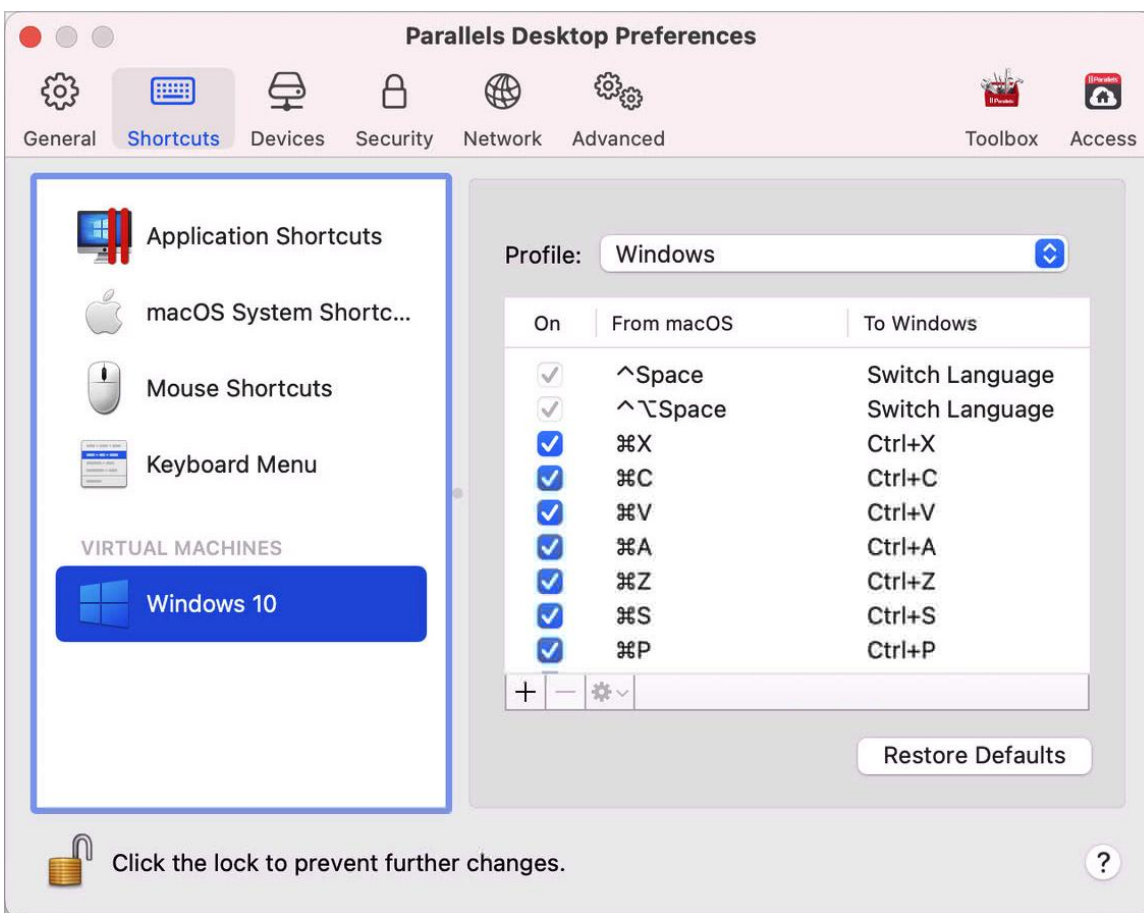 Parallels Desktop Preferences
General Shortcuts Devices Security Network Advanced Toolbox Access
Application Shortcuts
macOS System Shortc...
Mouse Shortcuts
Keyboard Menu
VIRTUAL MACHINES
Windows 10
Profile: Windows
On From macOS To Windows
^Space Switch Language
^⌥Space Switch Language
⌘X Ctrl+X
⌘C Ctrl+C
⌘V Ctrl+V
⌘A Ctrl+A
⌘Z Ctrl+Z
⌘S Ctrl+S
⌘P Ctrl+P
Restore Defaults
Click the lock to prevent further changes.
?